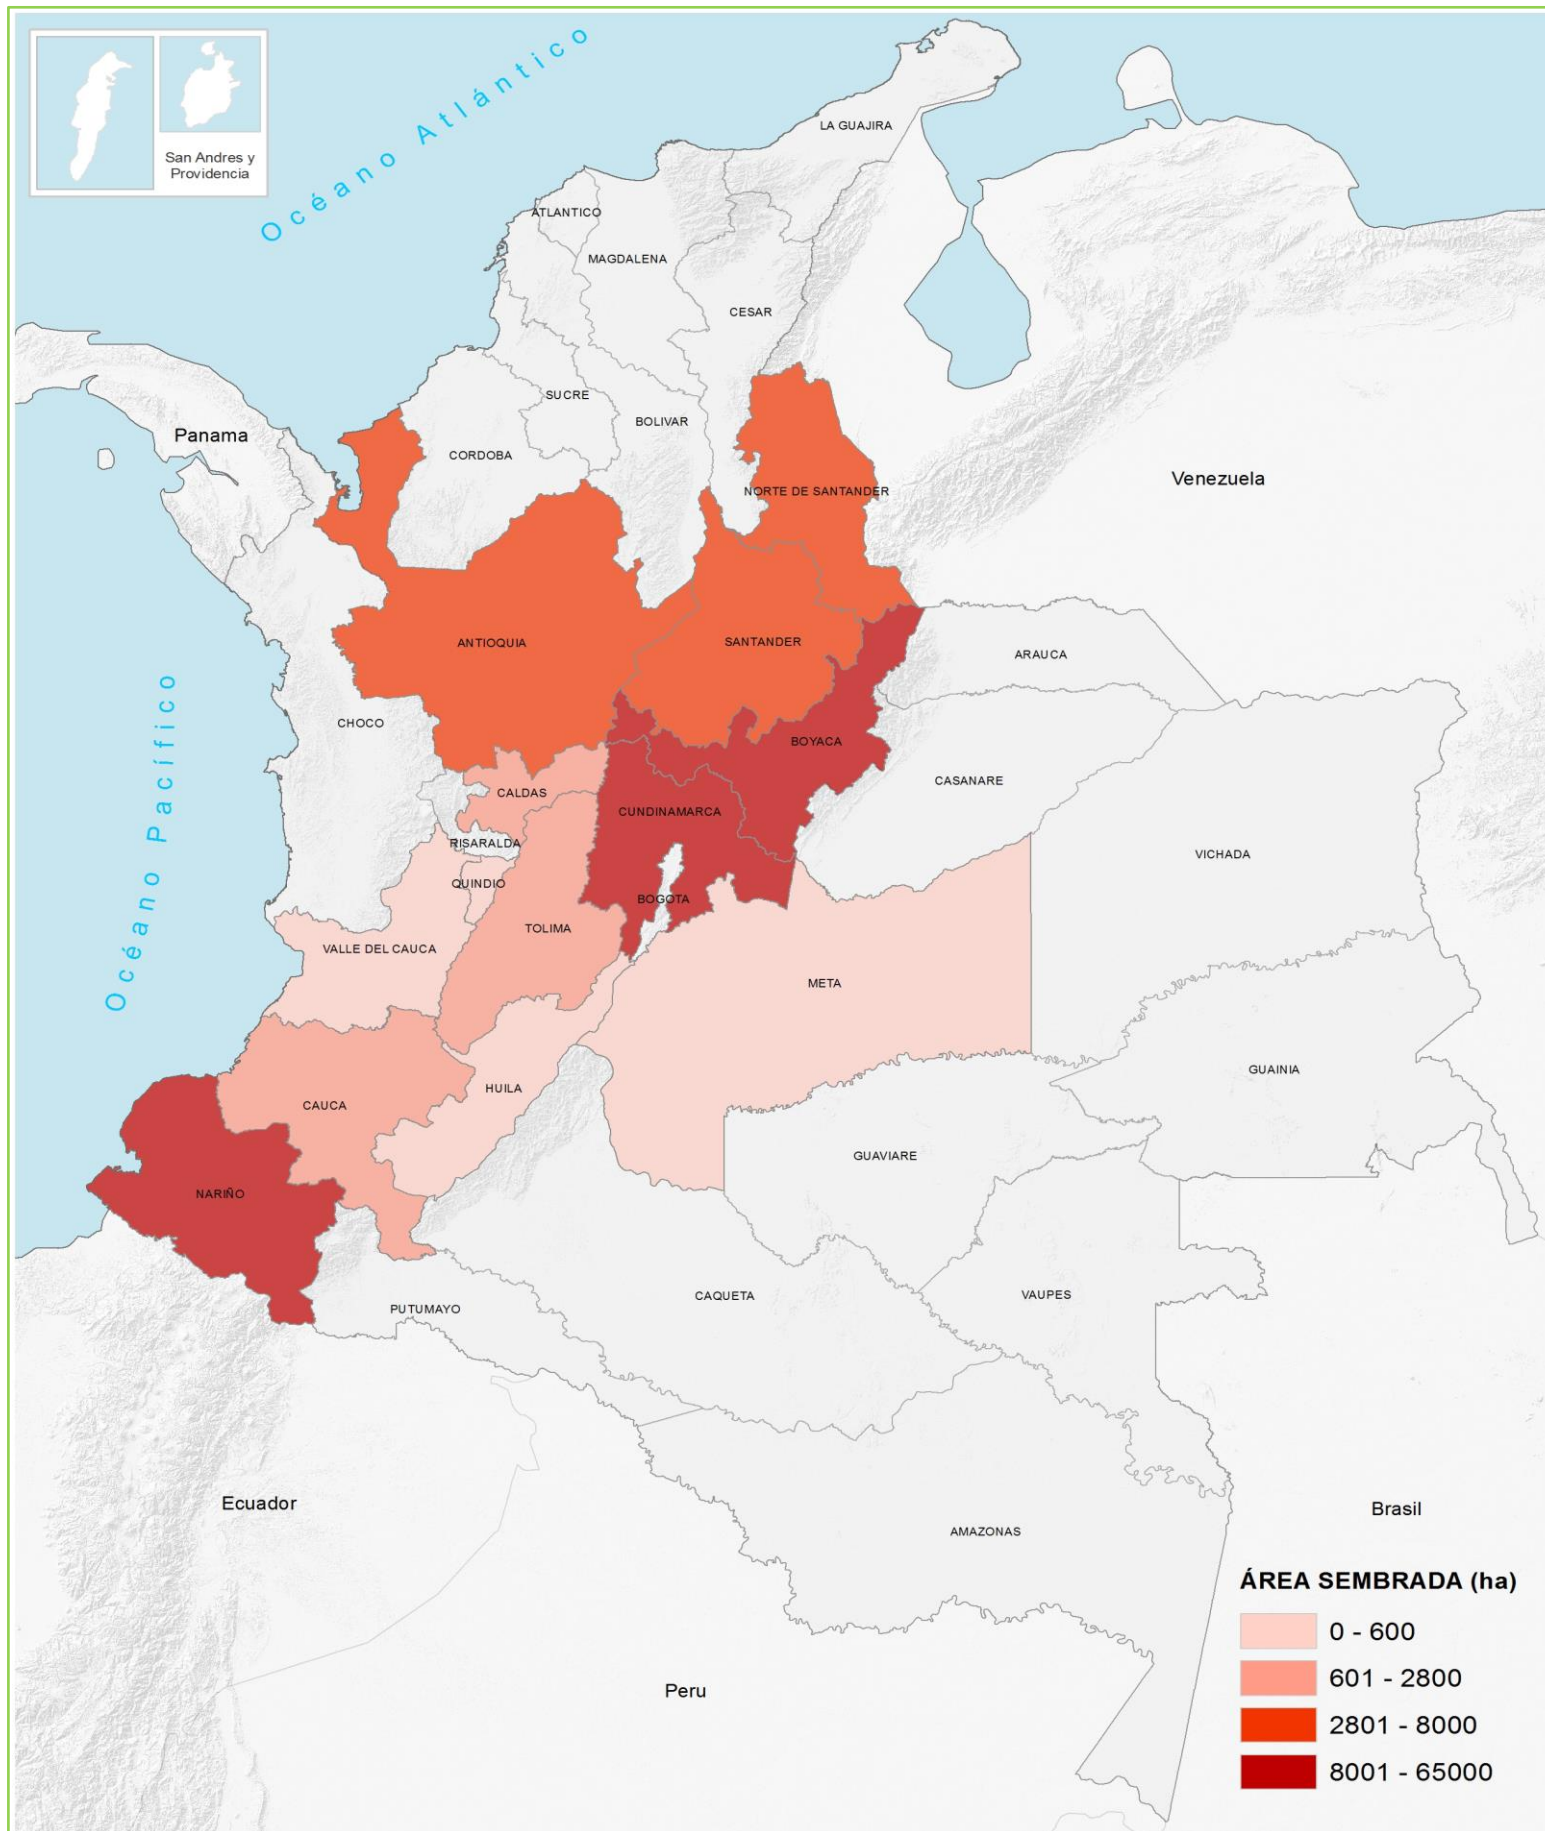 San Andres y
Providencia
Océano Atlántico
LA GUAJIRA
ATLANTICO
MAGDALENA
CESAR
SUCRE
BOLIVAR
CORDOBA
Panama
NORTE DE SANTANDER
Venezuela
ANTIOQUIA
SANTANDER
ARAUCA
Océano Pacífico
CHOCO
BOYACA
CASANARE
CALDAS
CUNDINAMARCA
RISARALDA
VICHADA
QUINDIO
BOGOTA
TOLIMA
VALLE DEL CAUCA
META
GUAINIA
HUILA
CAUCA
GUAVIARE
NARIÑO
CAQUETA
VAUPES
PUTUMAYO
Ecuador
Brasil
AMAZONAS
Peru
ÁREA SEMBRADA (ha)
0 - 600
601 - 2800
2801 - 8000
8001 - 65000